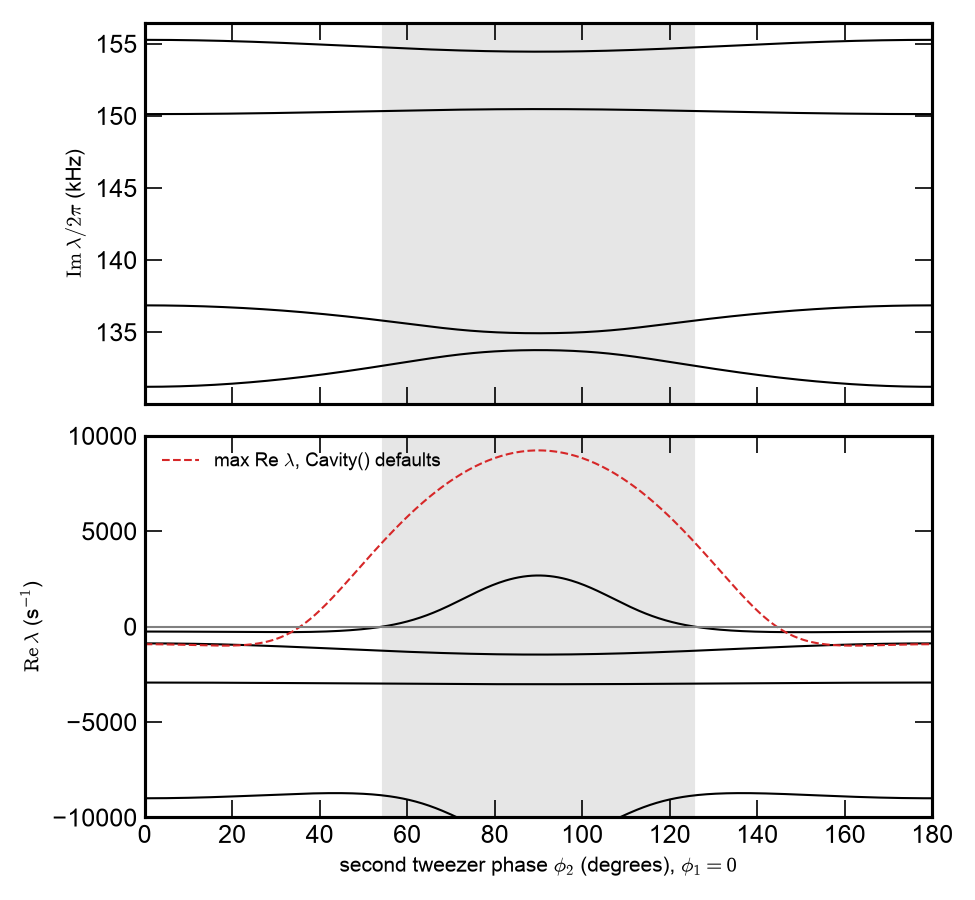 155
150
145
140
135
Im λ/2π (kHz)
10000
5000
0
−5000
−10000
Re λ (s⁻¹)
max Re λ, Cavity() defaults
0 20 40 60 80 100 120 140 160 180
second tweezer phase ϕ₂ (degrees), ϕ₁ = 0